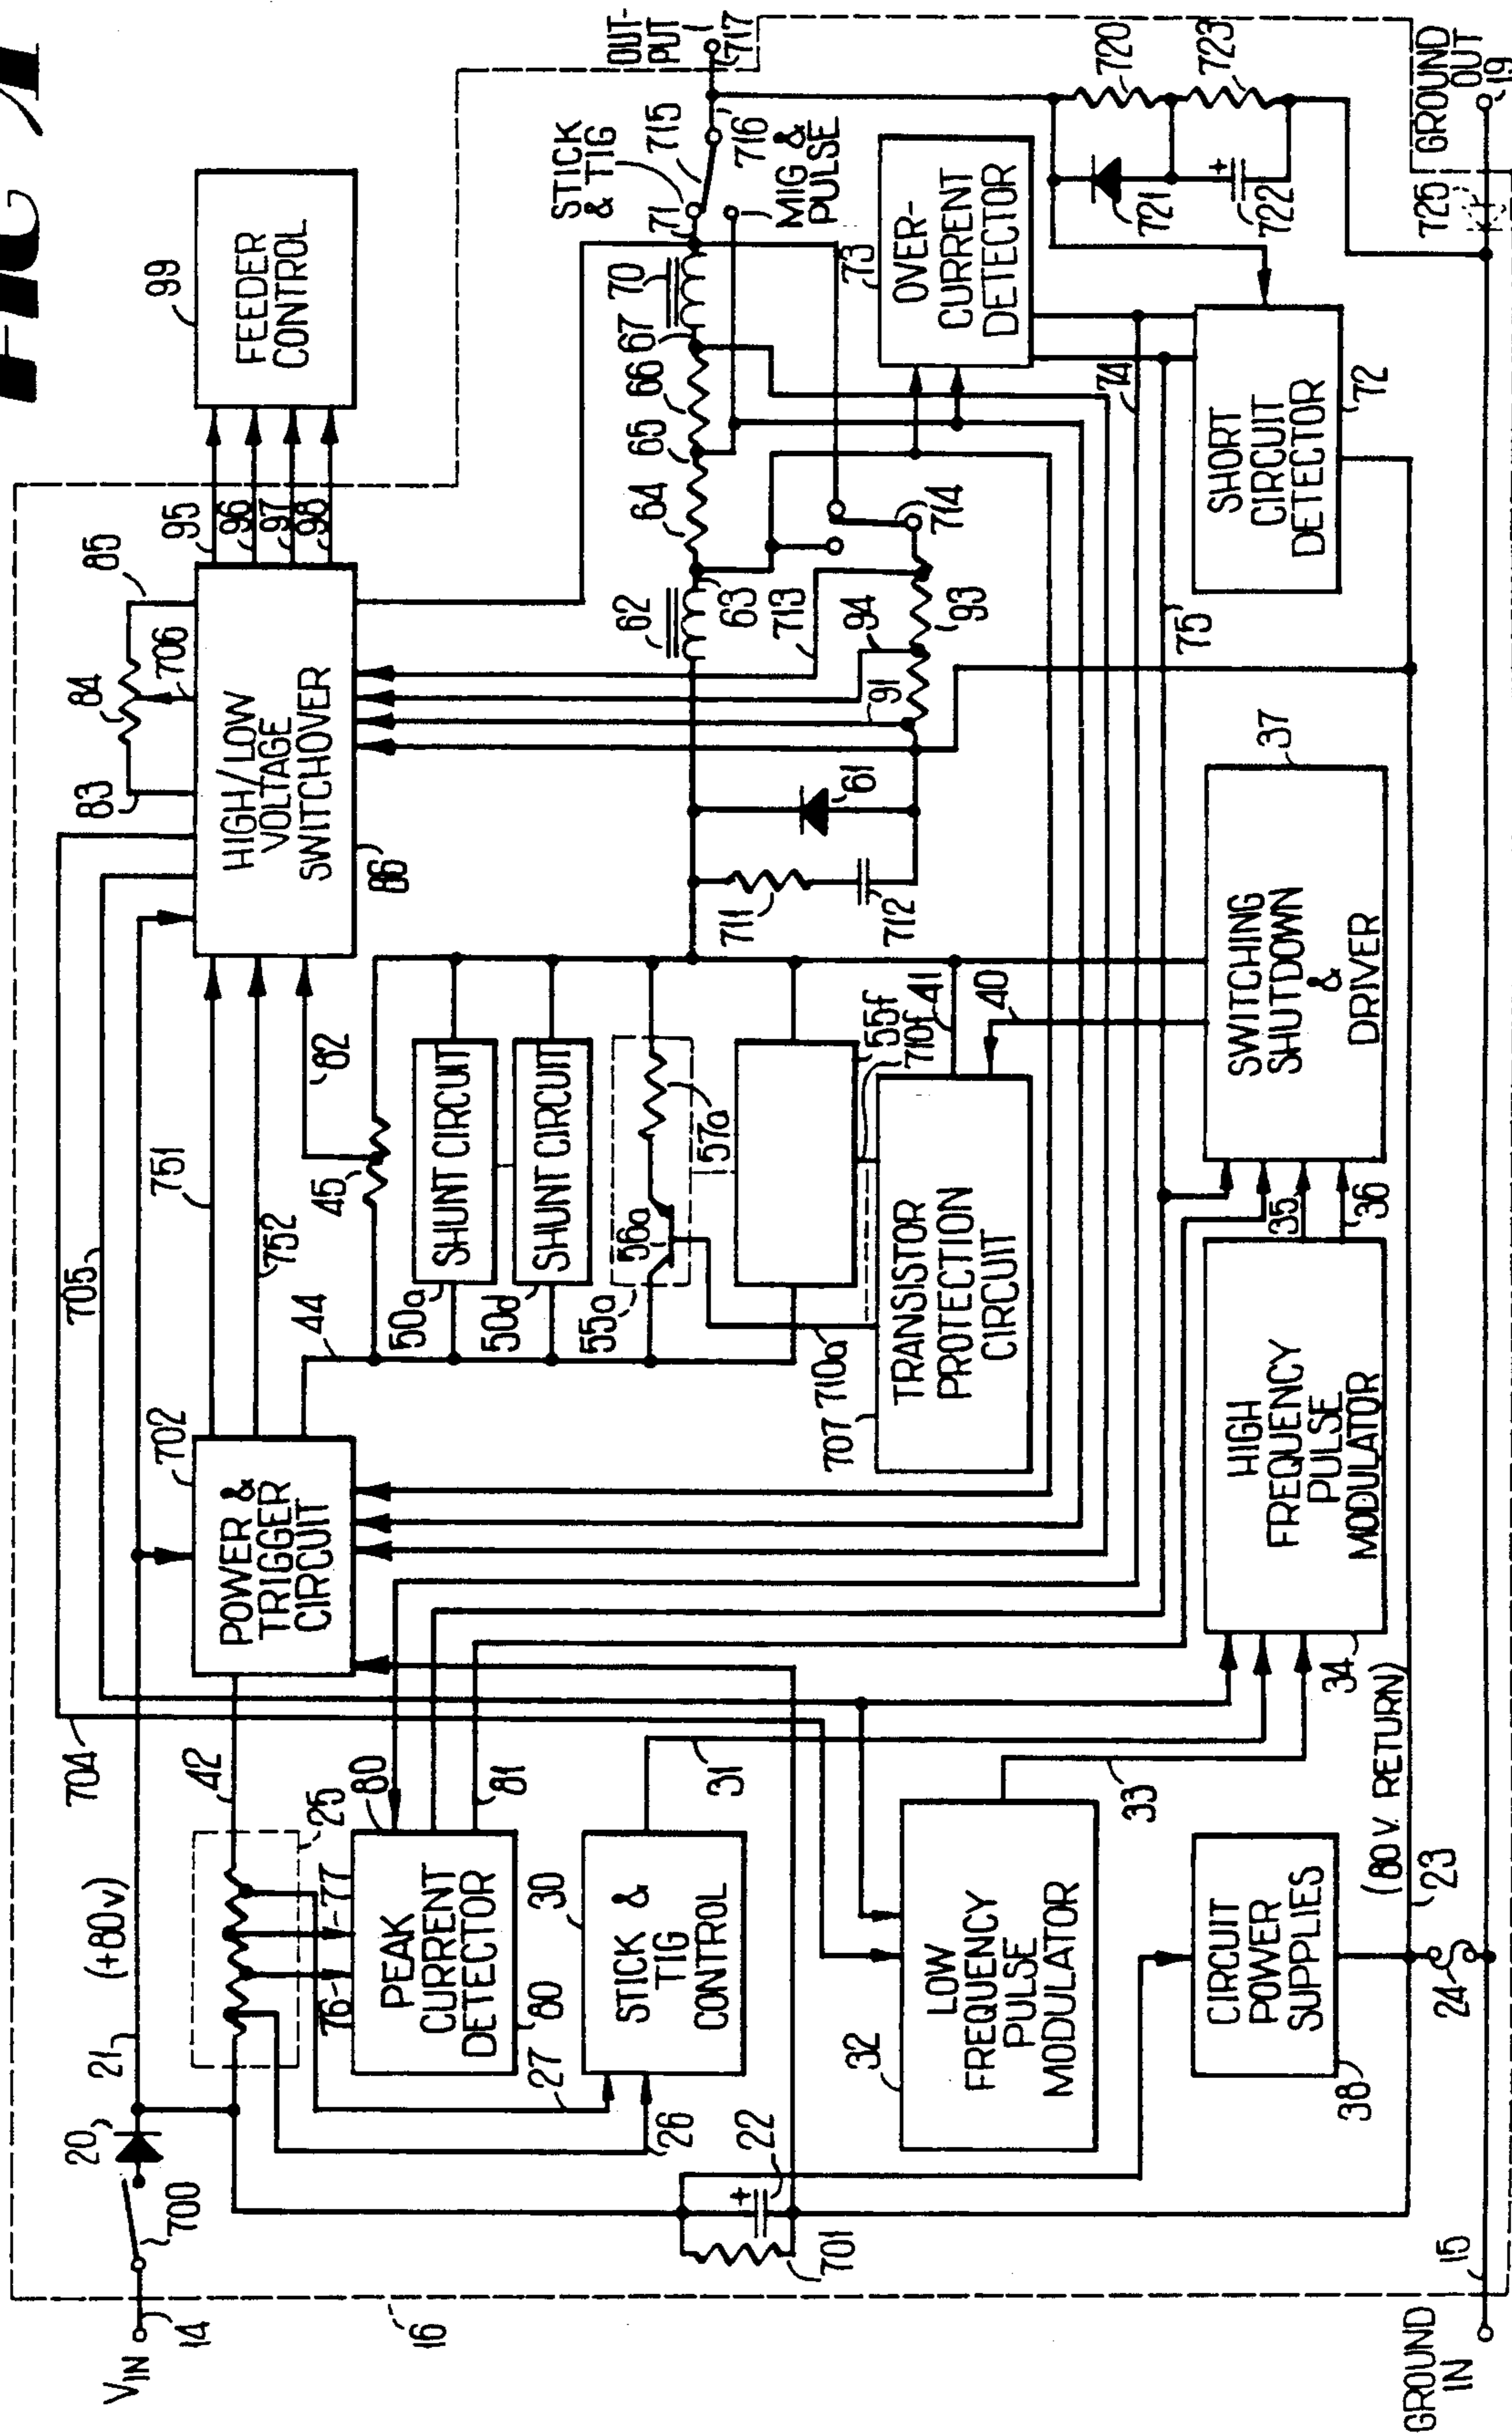 FIG. 7A
VIN
14
700
20
21
(+80v)
704
705
16
42
25
26
27
76
77
PEAK
CURRENT
DETECTOR
80
80
81
30
STICK &
TIG
CONTROL
31
22
701
32
LOW
FREQUENCY
PULSE
MODULATOR
33
CIRCUIT
POWER
SUPPLIES
38
24
23
(80 V. RETURN)
GROUND
IN
15
702
POWER &
TRIGGER
CIRCUIT
751
752
44
45
82
50a
SHUNT CIRCUIT
50d
SHUNT CIRCUIT
55a
56a
57a
55f
710f
710a
707
TRANSISTOR
PROTECTION
CIRCUIT
41
40
34
HIGH
FREQUENCY
PULSE
MODULATOR
35
36
SWITCHING
SHUTDOWN
&
DRIVER
37
83
84
85
706
HIGH/LOW
VOLTAGE
SWITCHOVER
86
95
96
97
98
99
FEEDER
CONTROL
711
712
61
62
63
64
65
66
67
70
71
91
94
93
713
714
STICK
& TIG
715
716
MIG &
PULSE
OUT-
PUT
717
73
OVER-
CURRENT
DETECTOR
74
75
SHORT
CIRCUIT
DETECTOR
72
720
723
721
722
725
GROUND
OUT
19